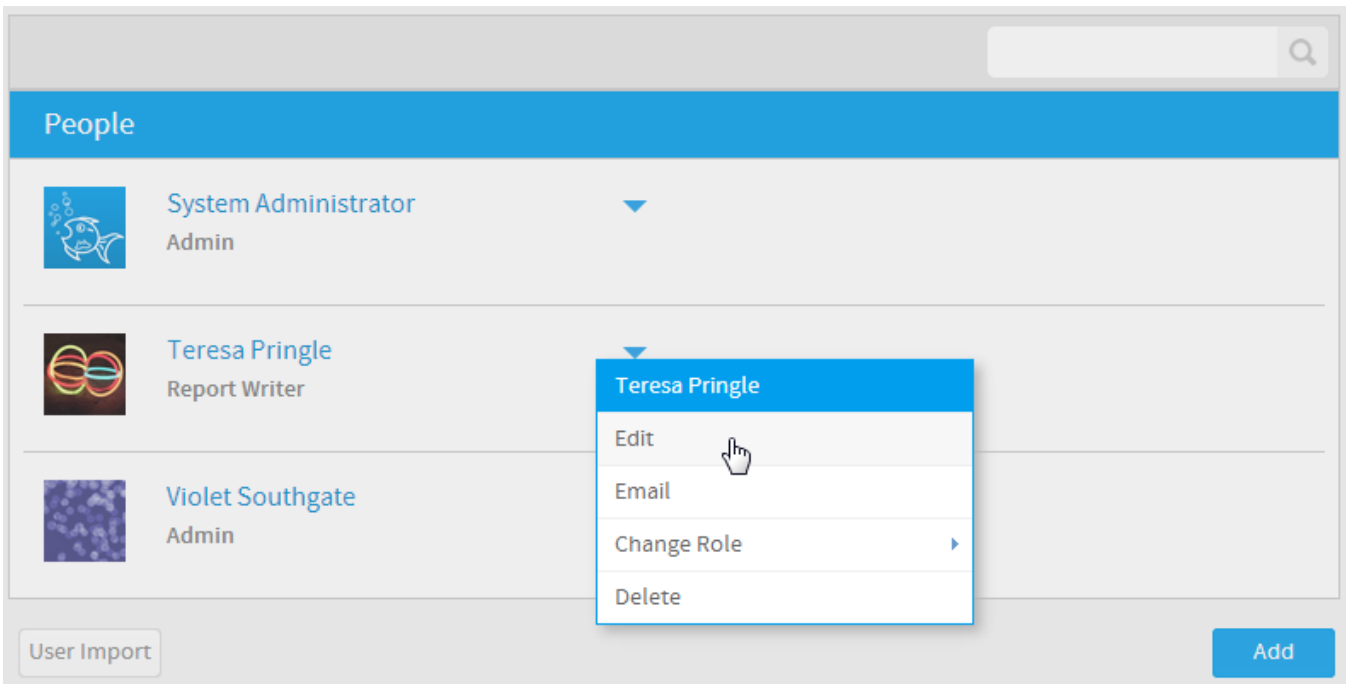 People
System Administrator
Admin
Teresa Pringle
Report Writer
Teresa Pringle
Edit
Email
Change Role
Delete
Violet Southgate
Admin
User Import
Add